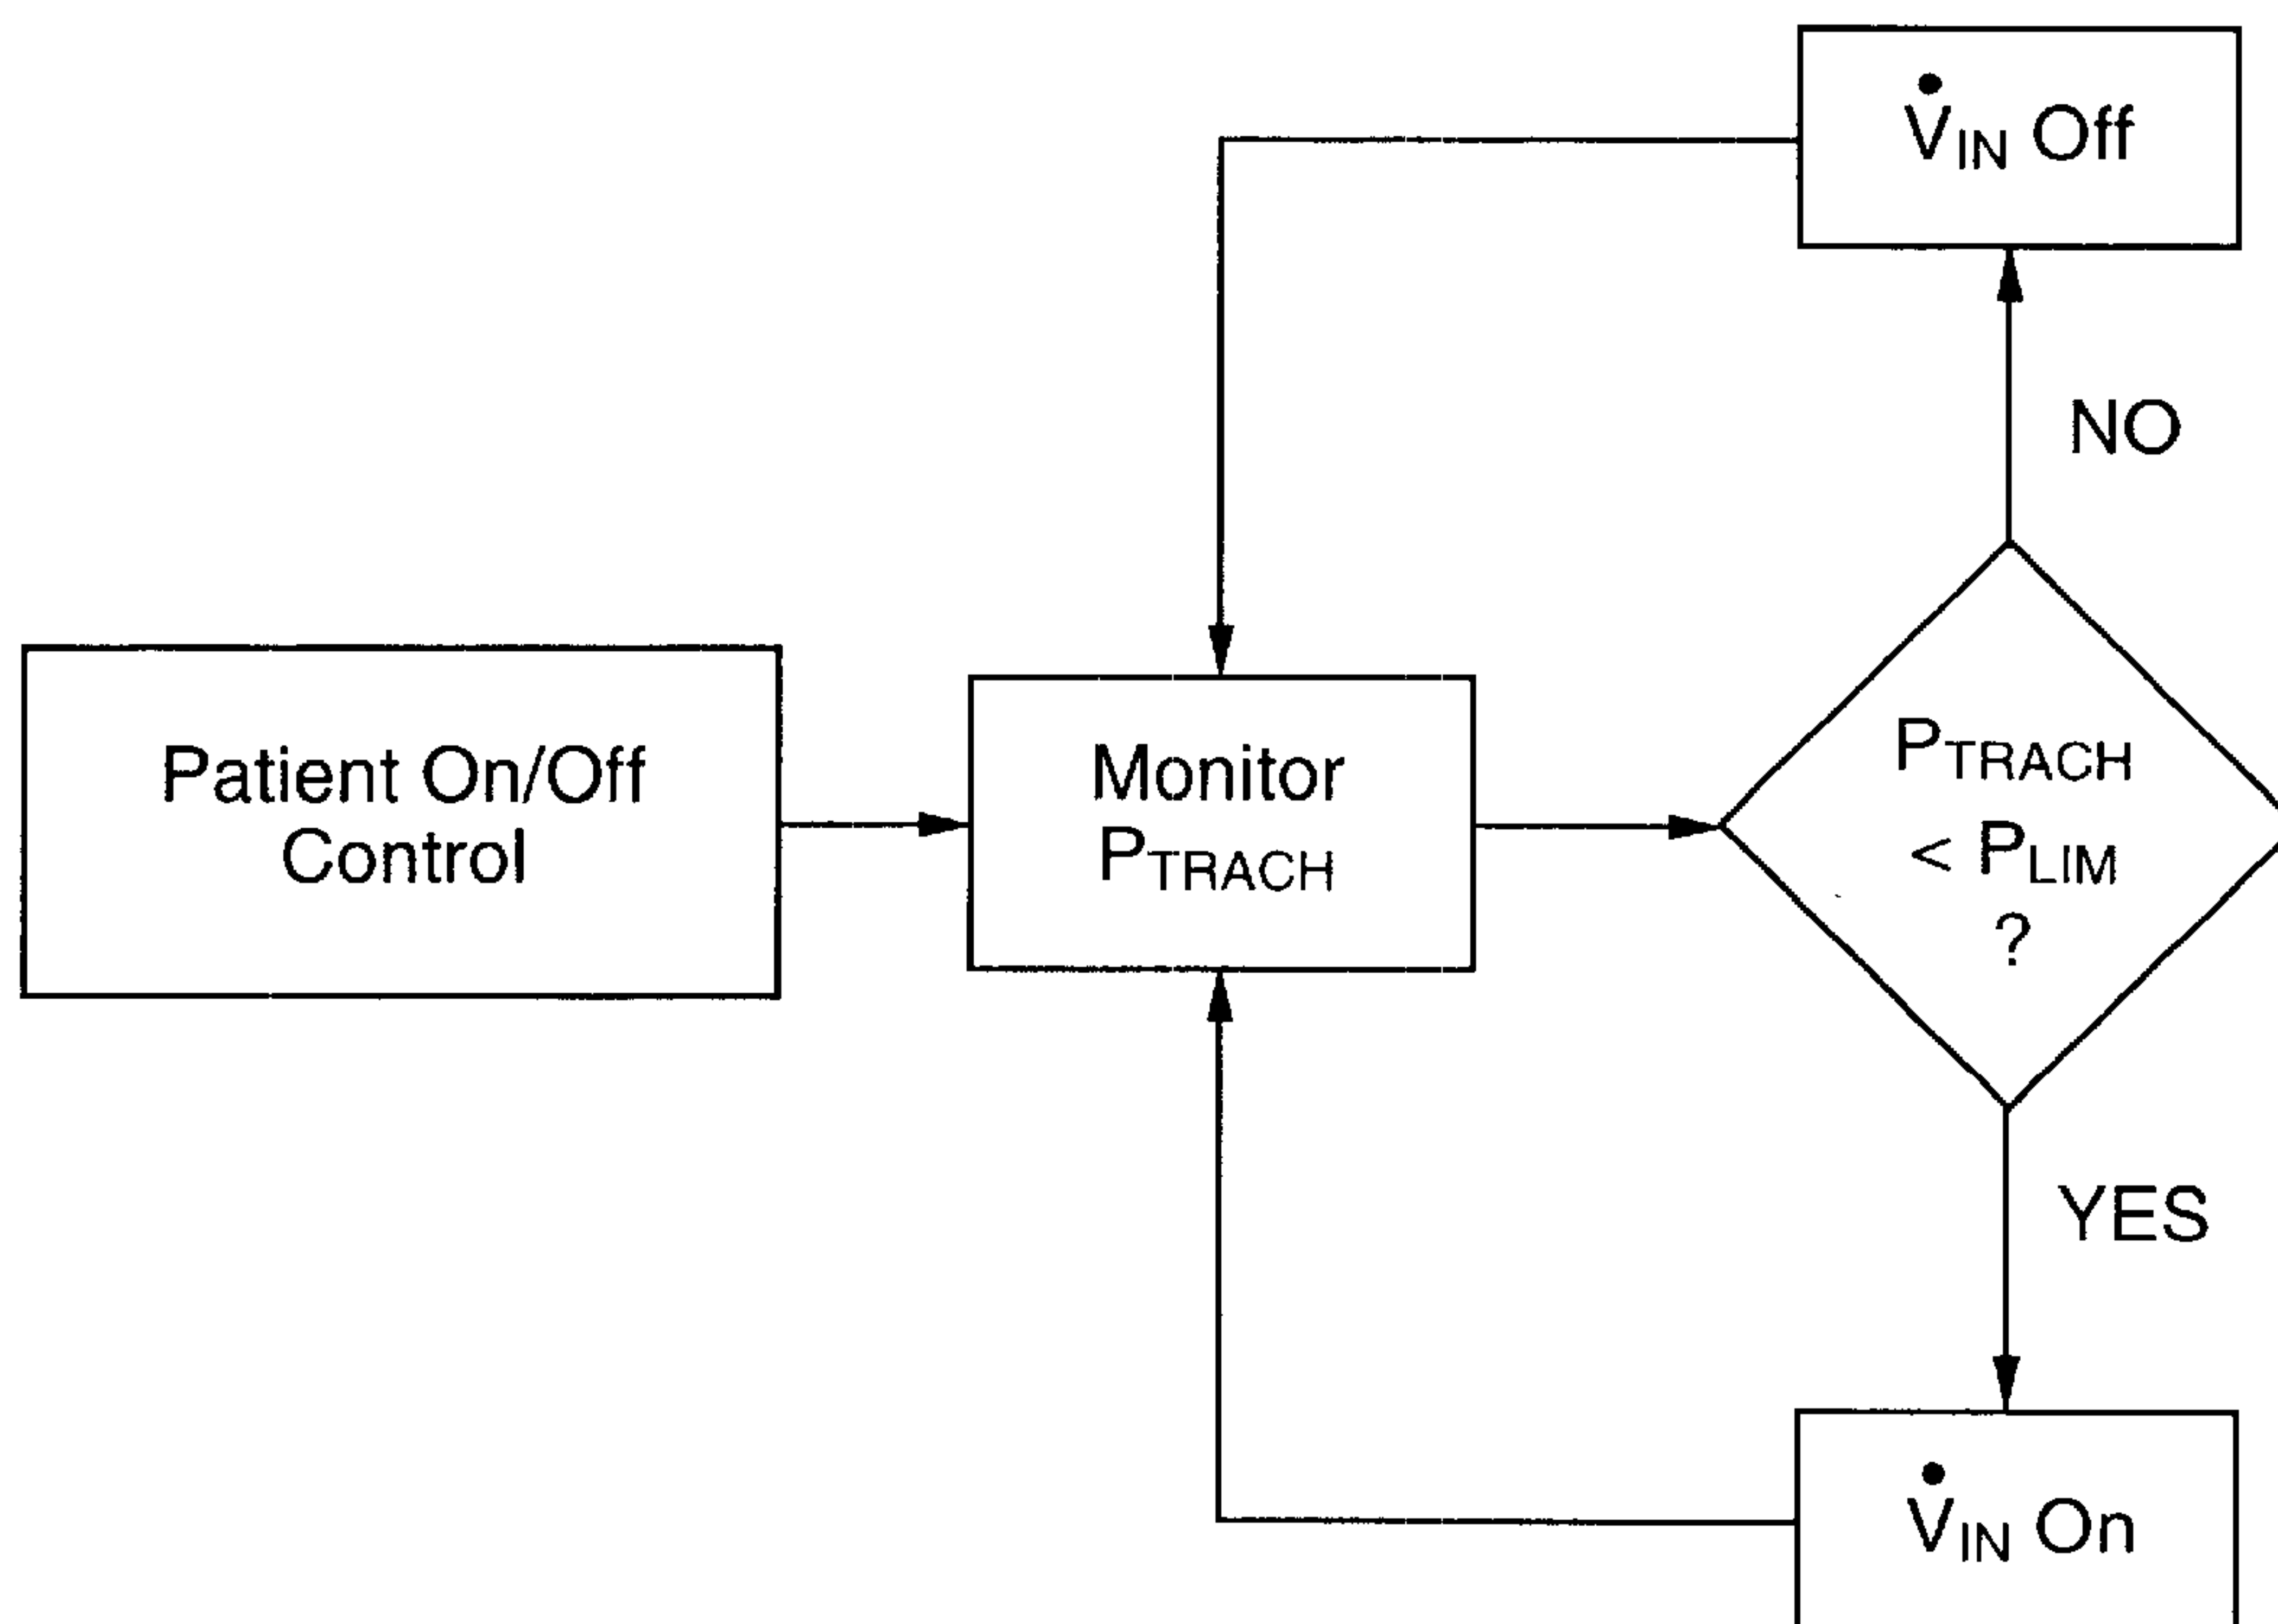 V̇IN Off
NO
Patient On/Off
Control
Monitor
PTRACH
PTRACH
< PLIM
?
YES
V̇IN On